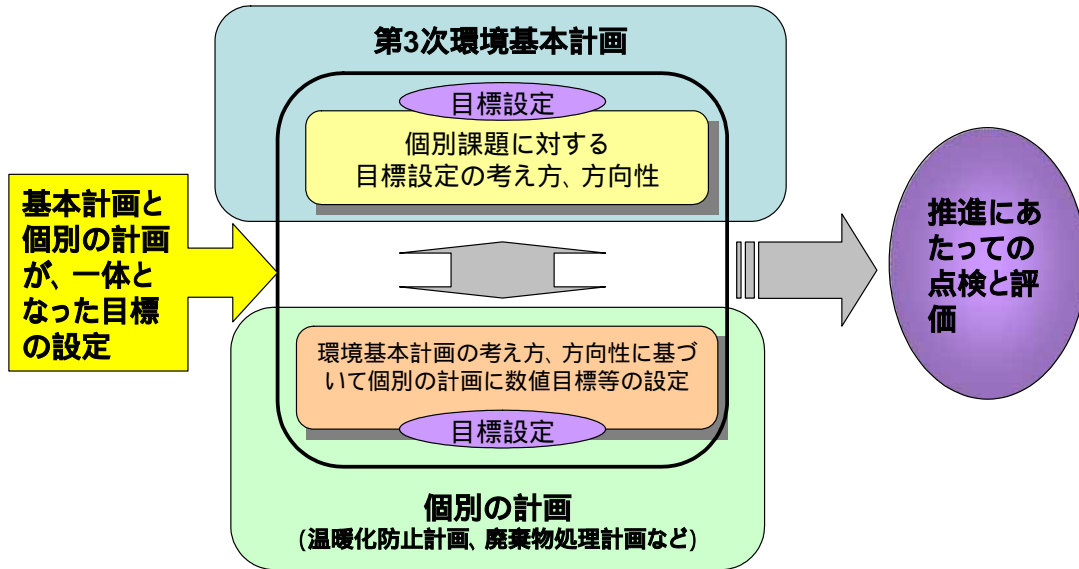 第3次環境基本計画
目標設定
個別課題に対する
目標設定の考え方、方向性
基本計画と
個別の計画
が、一体と
なった目標
の設定
推進にあ
たっての
点検と評
価
環境基本計画の考え方、方向性に基づ
いて個別の計画に数値目標等の設定
目標設定
個別の計画
(温暖化防止計画、廃棄物処理計画など)